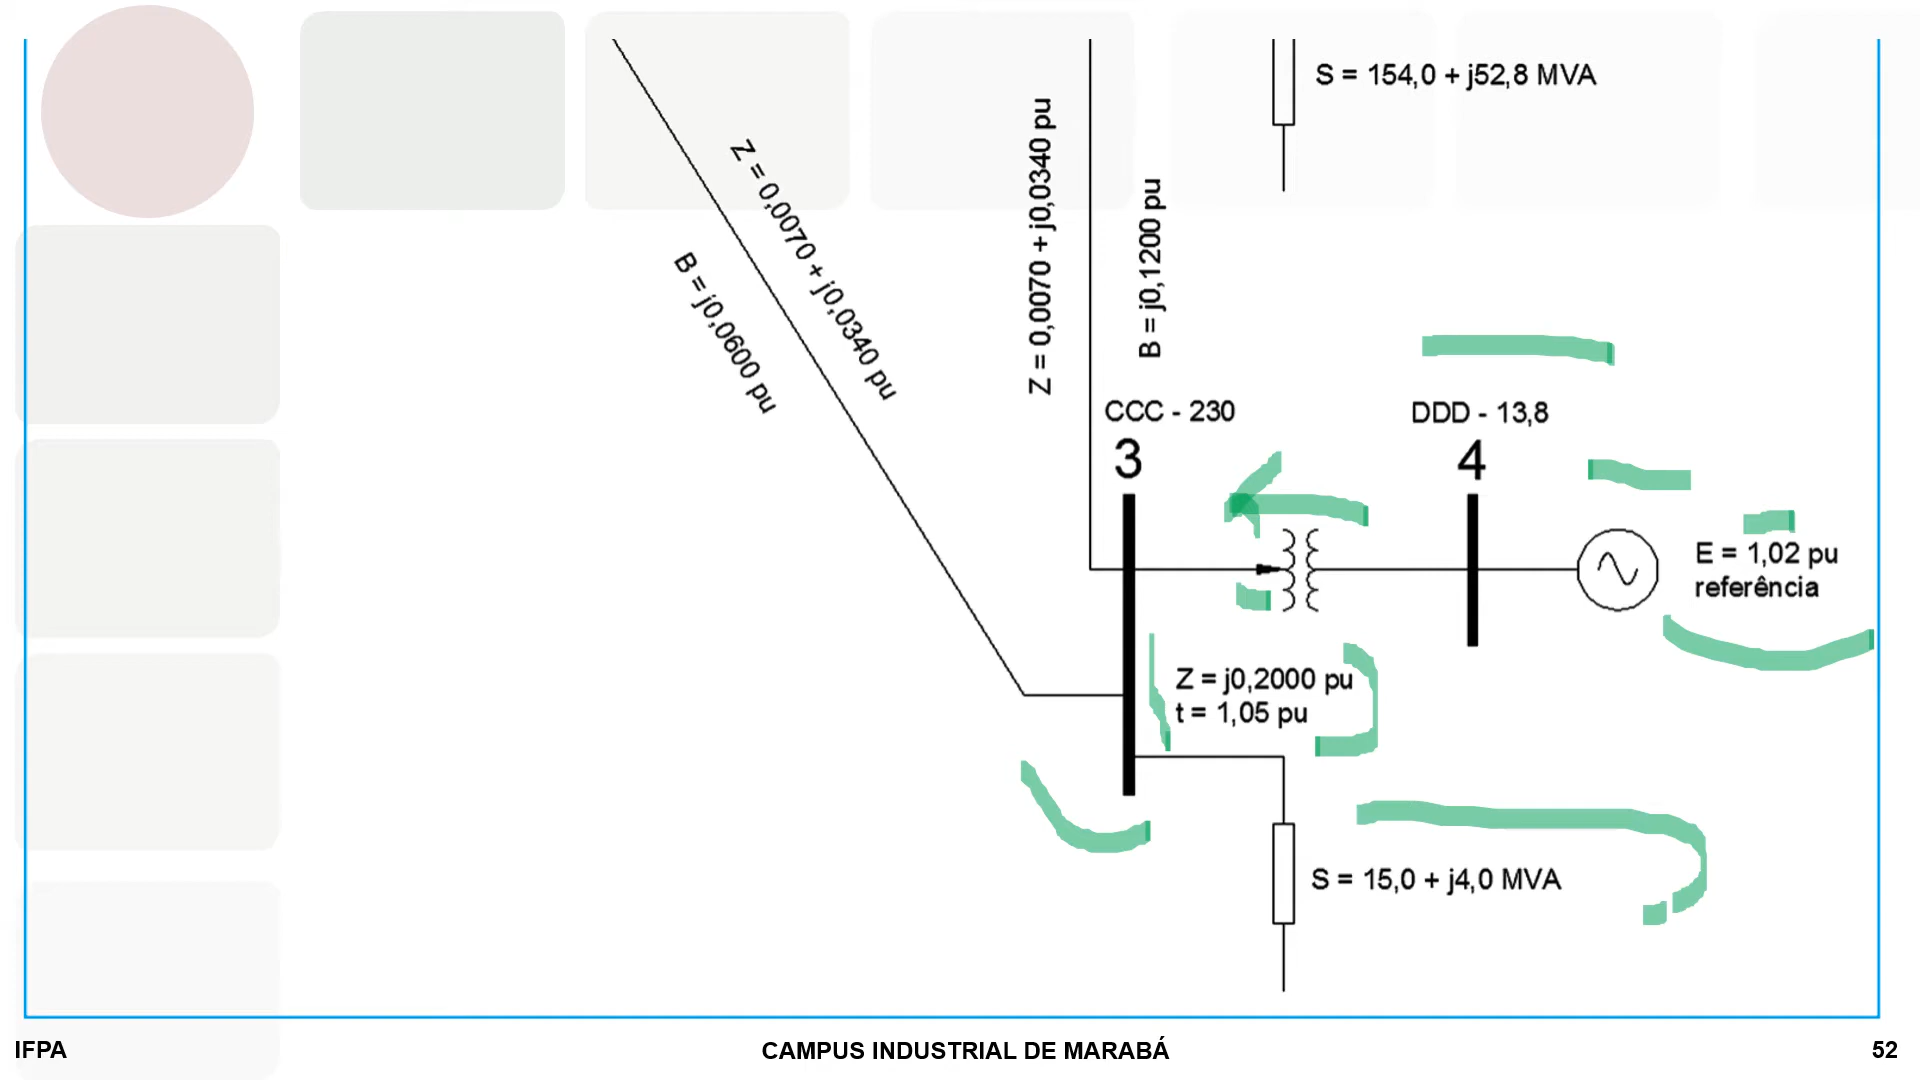 S = 154,0 + j52,8 MVA
Z = 0,0070 + j0,0340 pu
B = j0,0600 pu
Z = 0,0070 + j0,0340 pu
B = j0,1200 pu
CCC - 230
3
DDD - 13,8
4
E = 1,02 pu
referência
Z = j0,2000 pu
t = 1,05 pu
S = 15,0 + j4,0 MVA
IFPA
CAMPUS INDUSTRIAL DE MARABÁ
52